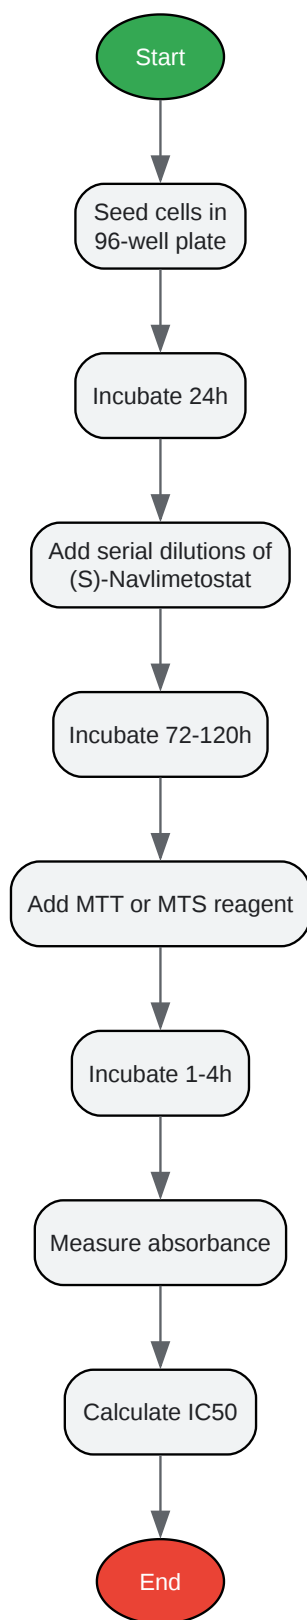 Start
Seed cells in
96-well plate
Incubate 24h
Add serial dilutions of
(S)-Navlimetostat
Incubate 72-120h
Add MTT or MTS reagent
Incubate 1-4h
Measure absorbance
Calculate IC50
End